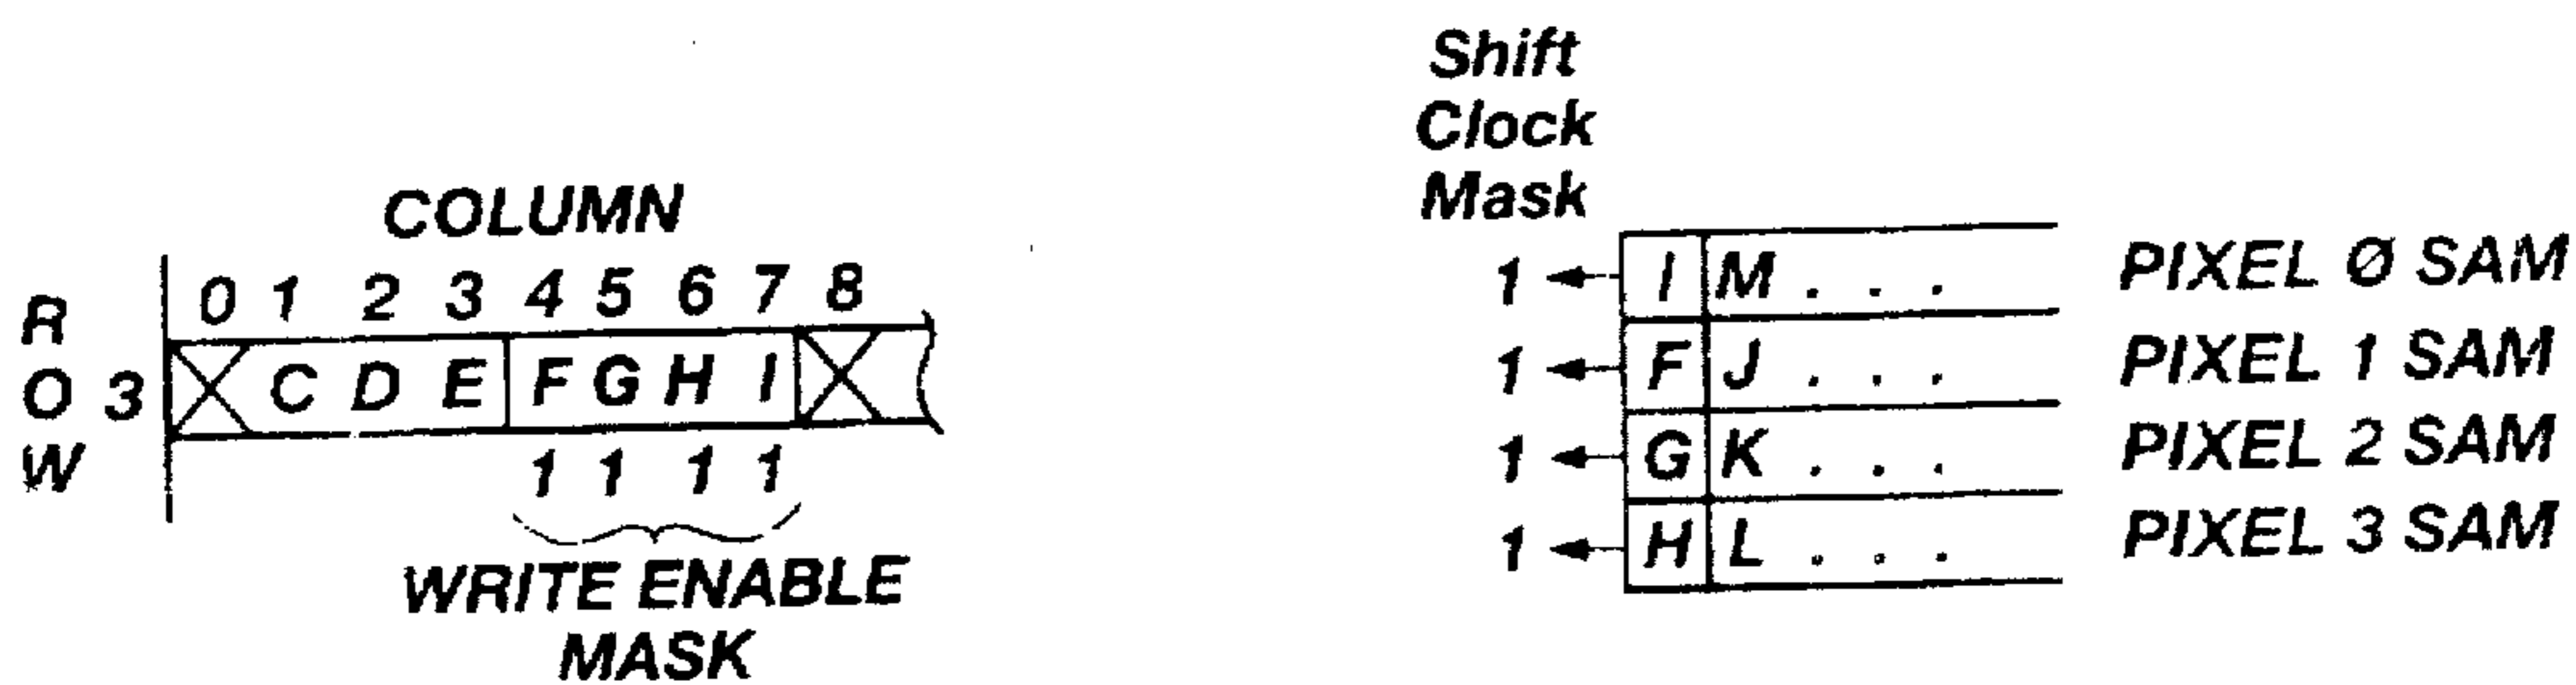 COLUMN
0 1 2 3 4 5 6 7 8
R
O 3 C D E F G H I
W
1 1 1 1
WRITE ENABLE
MASK
Shift
Clock
Mask
1 I M . . . PIXEL Ø SAM
1 F J . . . PIXEL 1 SAM
1 G K . . . PIXEL 2 SAM
1 H L . . . PIXEL 3 SAM